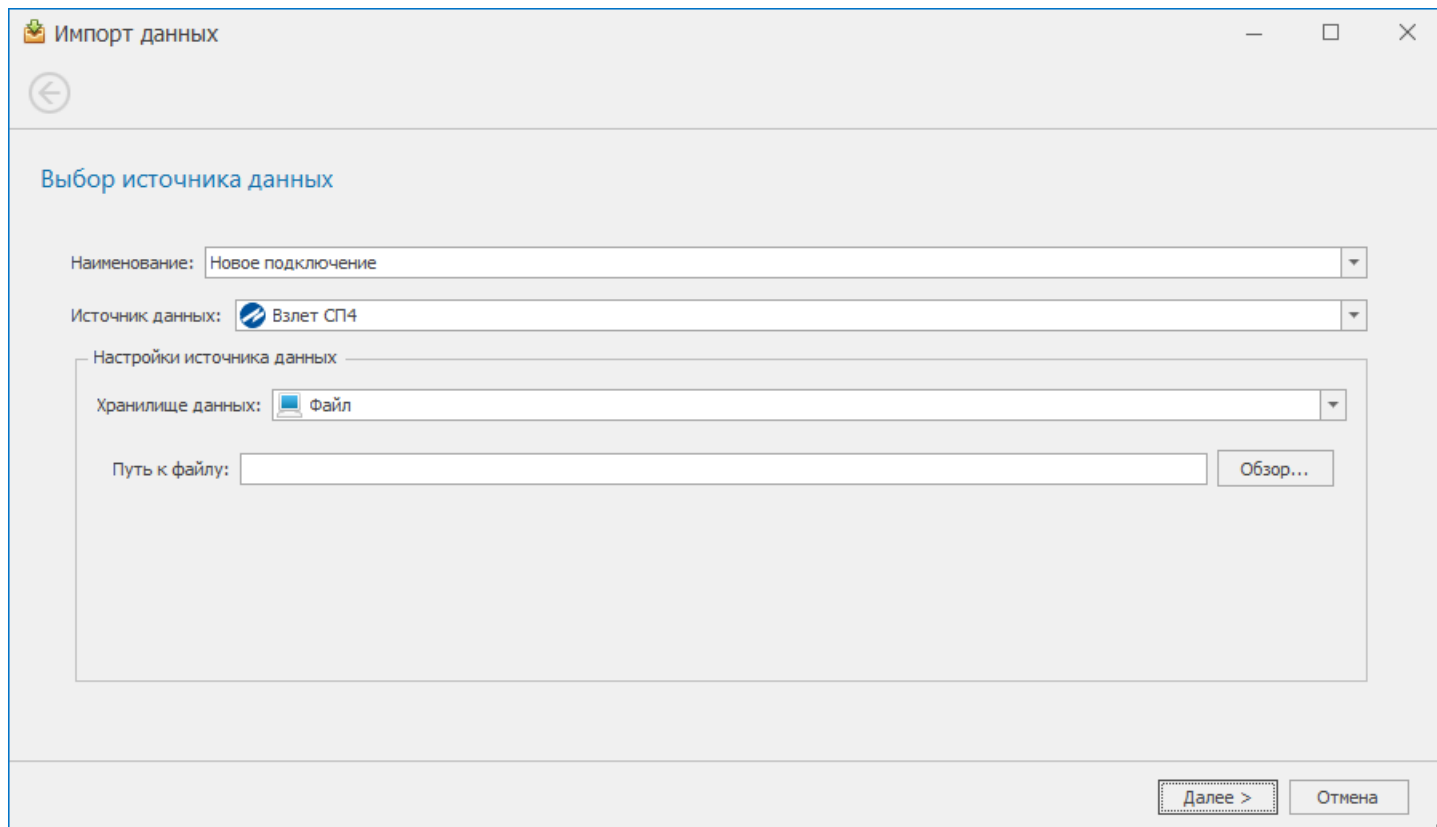 Импорт данных
Выбор источника данных
Наименование: Новое подключение
Источник данных: Взлет СП4
Настройки источника данных
Хранилище данных: Файл
Путь к файлу: Обзор...
Далее > Отмена